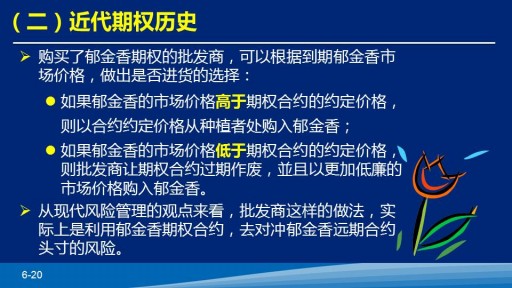 （二）近代期权历史
购买了郁金香期权的批发商，可以根据到期郁金香市
场价格，做出是否进货的选择：
如果郁金香的市场价格高于期权合约的约定价格，
则以合约约定价格从种植者处购入郁金香；
如果郁金香的市场价格低于期权合约的约定价格，
则批发商让期权合约过期作废，并且以更加低廉的
市场价格购入郁金香。
从现代风险管理的观点来看，批发商这样的做法，实
际上是利用郁金香期权合约，去对冲郁金香远期合约
头寸的风险。
6-20